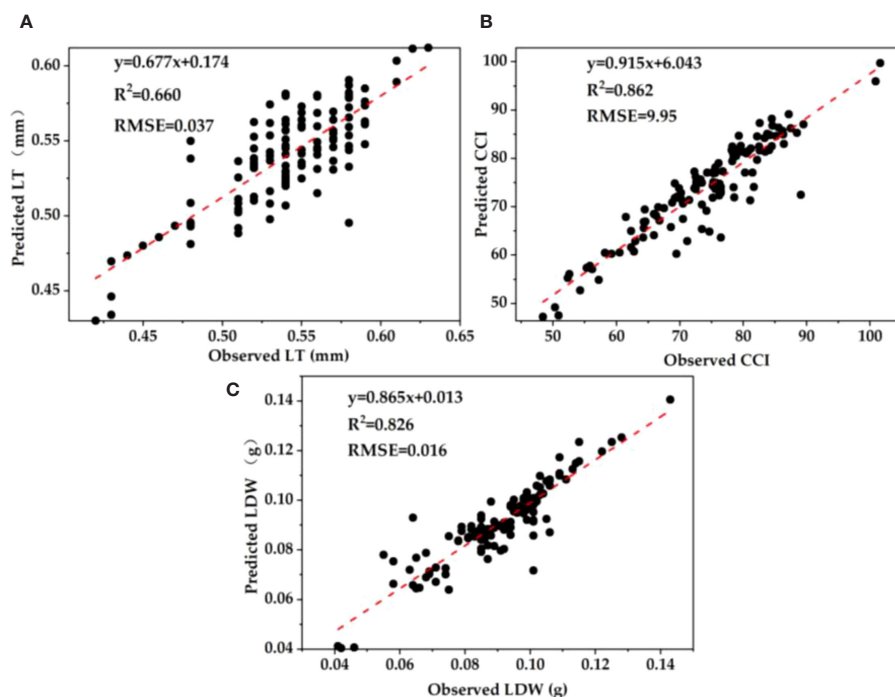 A
y=0.677x+0.174
R²=0.660
RMSE=0.037
Predicted LT （mm）
0.60
0.55
0.50
0.45
0.45
0.50
0.55
0.60
0.65
Observed LT (mm)
B
y=0.915x+6.043
R²=0.862
RMSE=9.95
Predicted CCI
100
90
80
70
60
50
50
60
70
80
90
100
Observed CCI
C
y=0.865x+0.013
R²=0.826
RMSE=0.016
Predicted LDW （g）
0.14
0.12
0.10
0.08
0.06
0.04
0.04
0.06
0.08
0.10
0.12
0.14
Observed LDW (g)